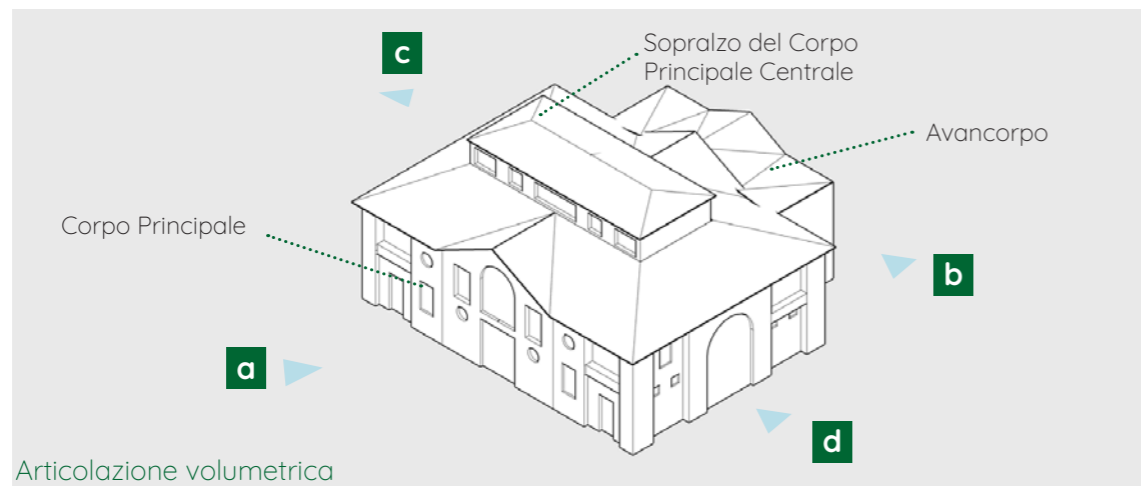 c
Sopralzo del Corpo
Principale Centrale
Avancorpo
Corpo Principale
b
a
d
Articolazione volumetrica